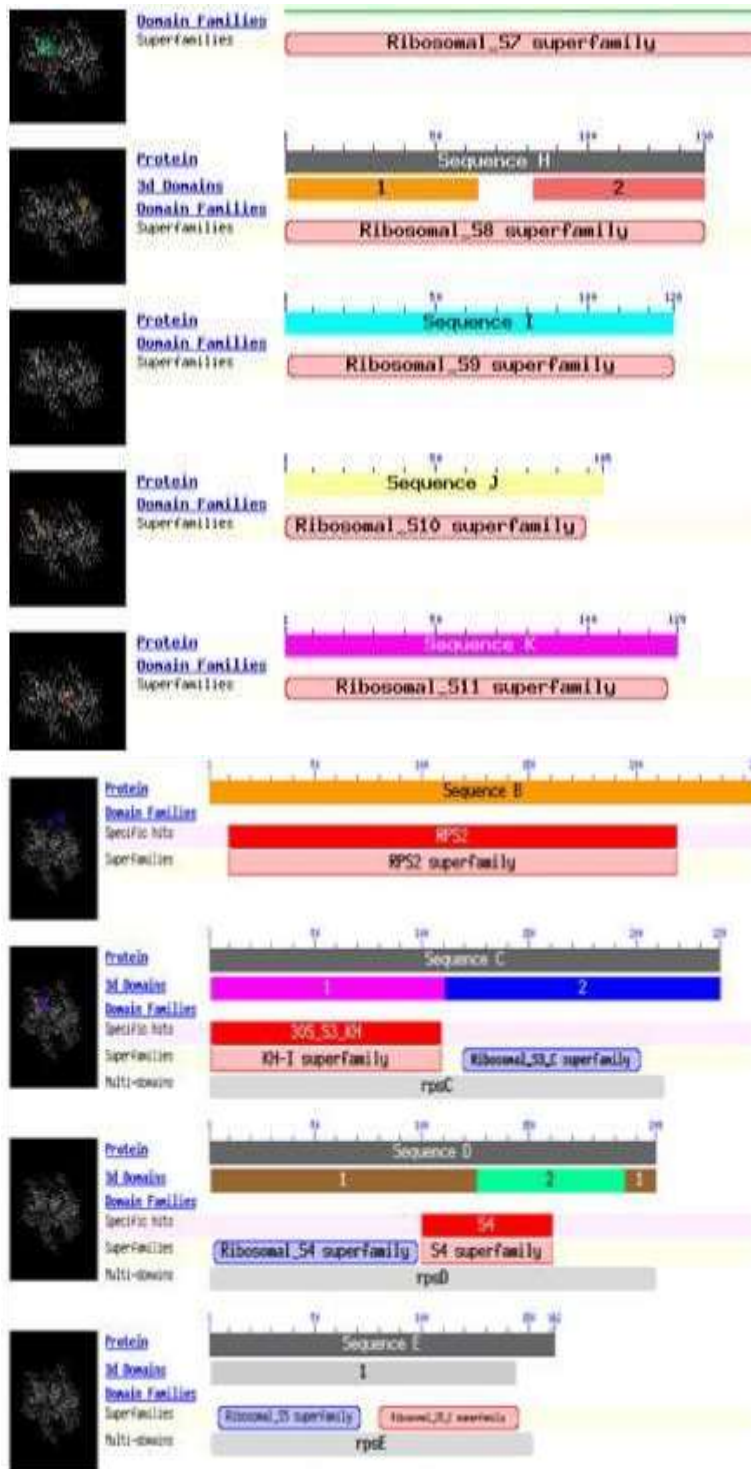 Domain Families
Superfamilies Ribosomal_S7 superfamily
Protein Sequence H
3d Domains 1 2
Domain Families
Superfamilies Ribosomal_S8 superfamily
Protein Sequence I
Domain Families
Superfamilies Ribosomal_S9 superfamily
Protein Sequence J
Domain Families
Superfamilies Ribosomal_S10 superfamily
Protein Sequence K
Domain Families
Superfamilies Ribosomal_S11 superfamily
Protein Sequence B
Domain Families
Specific hits RPS2
Superfamilies RPS2 superfamily
Protein Sequence C
3d Domains 1 2
Domain Families
Specific hits 30S_S3_KH
Superfamilies KH-I superfamily Ribosomal_S3_C superfamily
Multi-domains rpsC
Protein Sequence D
3d Domains 1 2 1
Domain Families
Specific hits S4
Superfamilies Ribosomal_S4 superfamily S4 superfamily
Multi-domains rpsD
Protein Sequence E
3d Domains 1
Domain Families
Superfamilies Ribosomal_S5 superfamily superfamily
Multi-domains rpsE